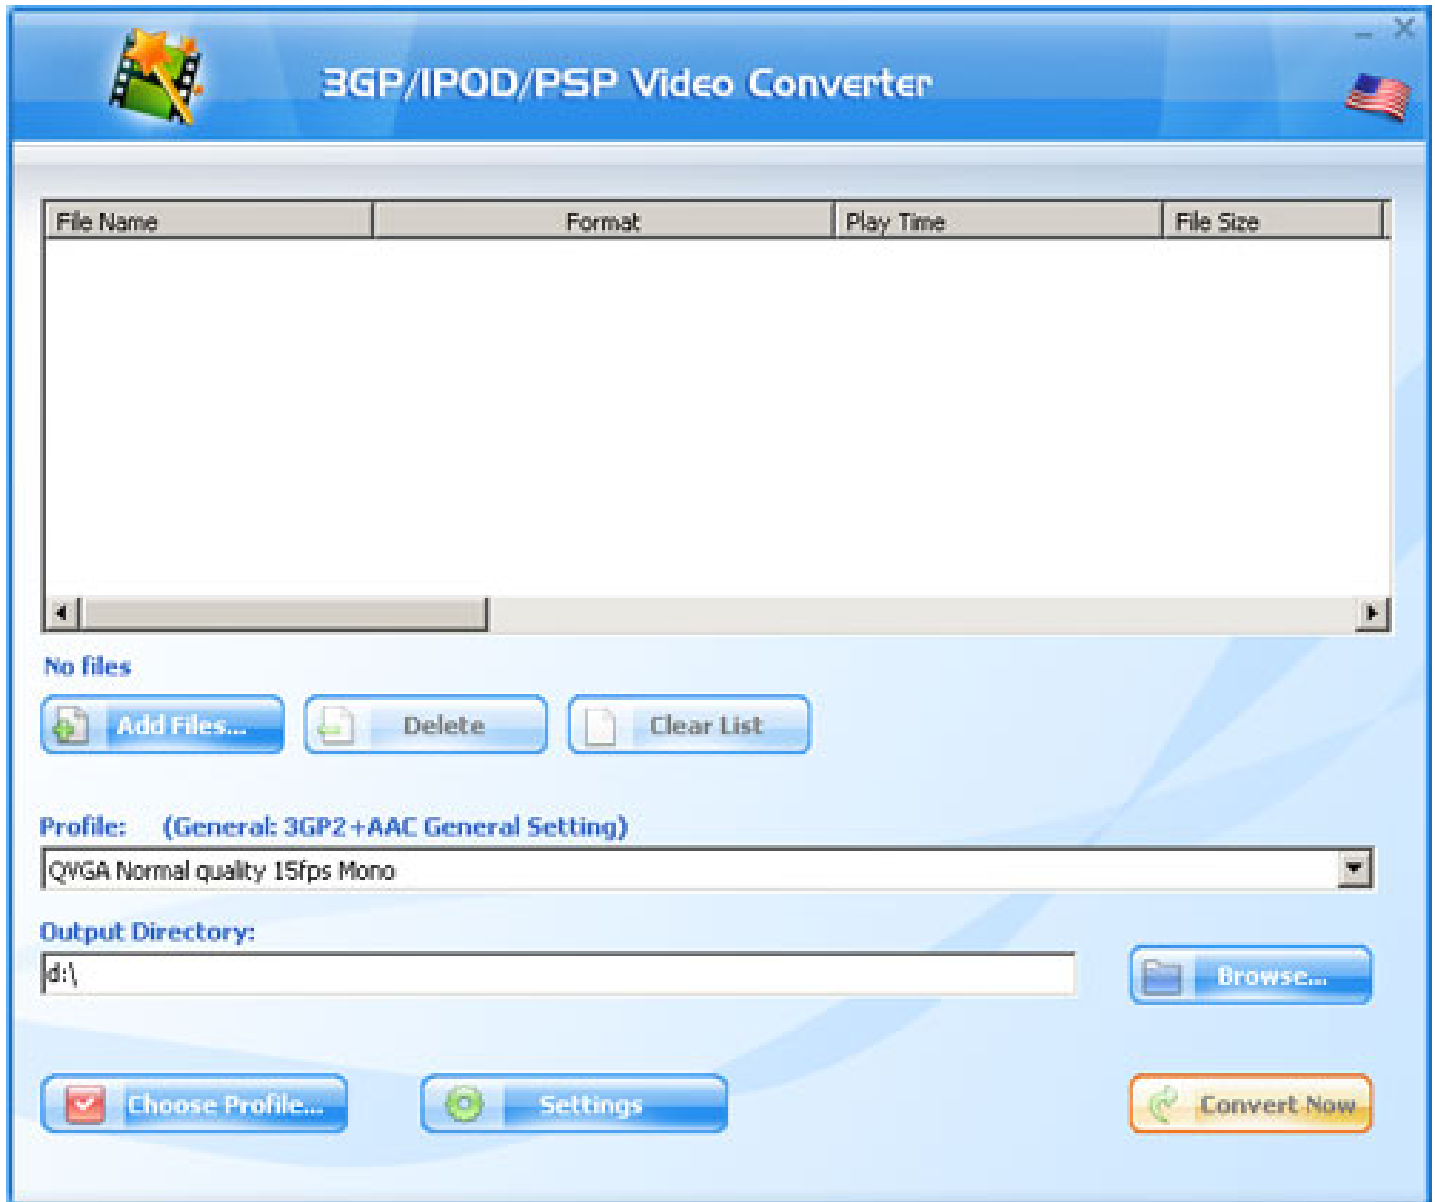 3GP/IPOD/PSP Video Converter
File Name Format Play Time File Size
No files
Add Files... Delete Clear List
Profile: (General: 3GP2+AAC General Setting)
QVGA Normal quality 15fps Mono
Output Directory:
d:\
Browse...
Choose Profile... Settings Convert Now